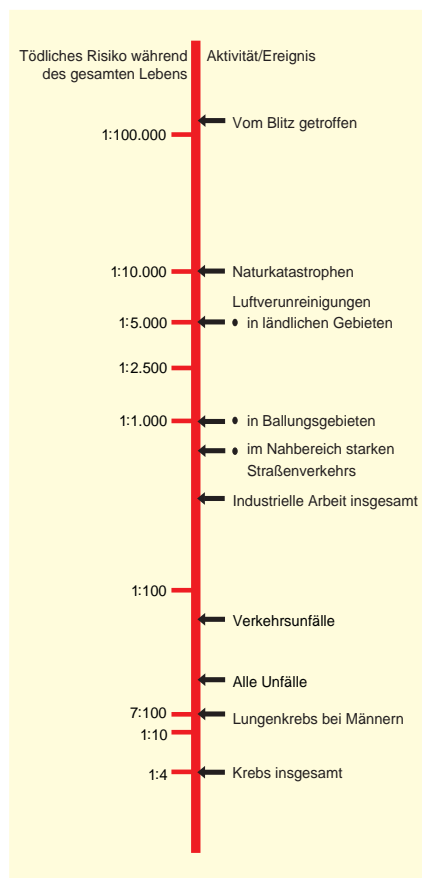 Tödliches Risiko während
des gesamten Lebens
Aktivität/Ereignis
Vom Blitz getroffen
1:100.000
1:10.000
Naturkatastrophen
Luftverunreinigungen
1:5.000
• in ländlichen Gebieten
1:2.500
1:1.000
• in Ballungsgebieten
• im Nahbereich starken
Straßenverkehrs
Industrielle Arbeit insgesamt
1:100
Verkehrsunfälle
Alle Unfälle
7:100
Lungenkrebs bei Männern
1:10
1:4
Krebs insgesamt